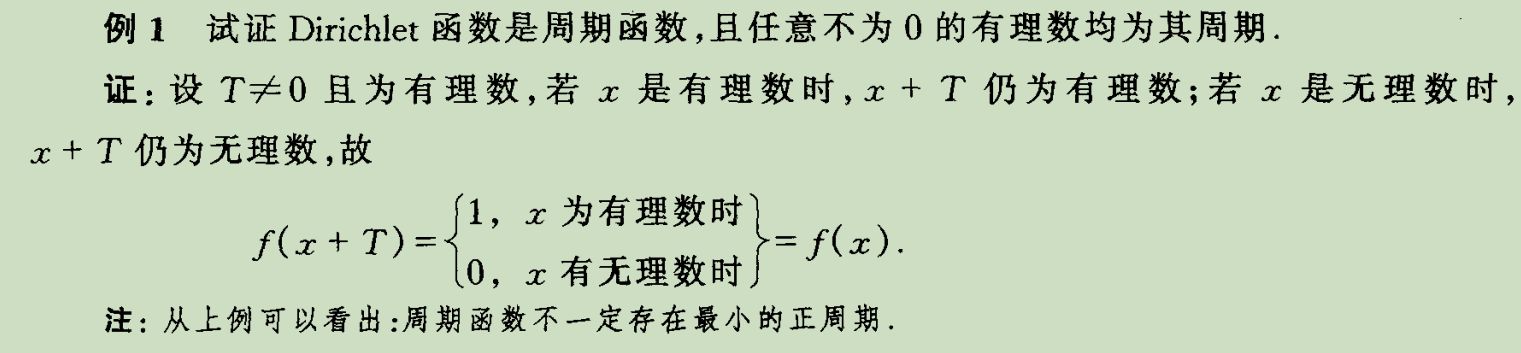 例 1 试证 Dirichlet 函数是周期函数,且任意不为 0 的有理数均为其周期.
证: 设 T≠0 且为有理数,若 x 是有理数时, x + T 仍为有理数;若 x 是无理数时,
x + T 仍为无理数,故
f(x + T) = {1, x 为有理数时 0, x 有无理数时} = f(x).
注: 从上例可以看出:周期函数不一定存在最小的正周期.